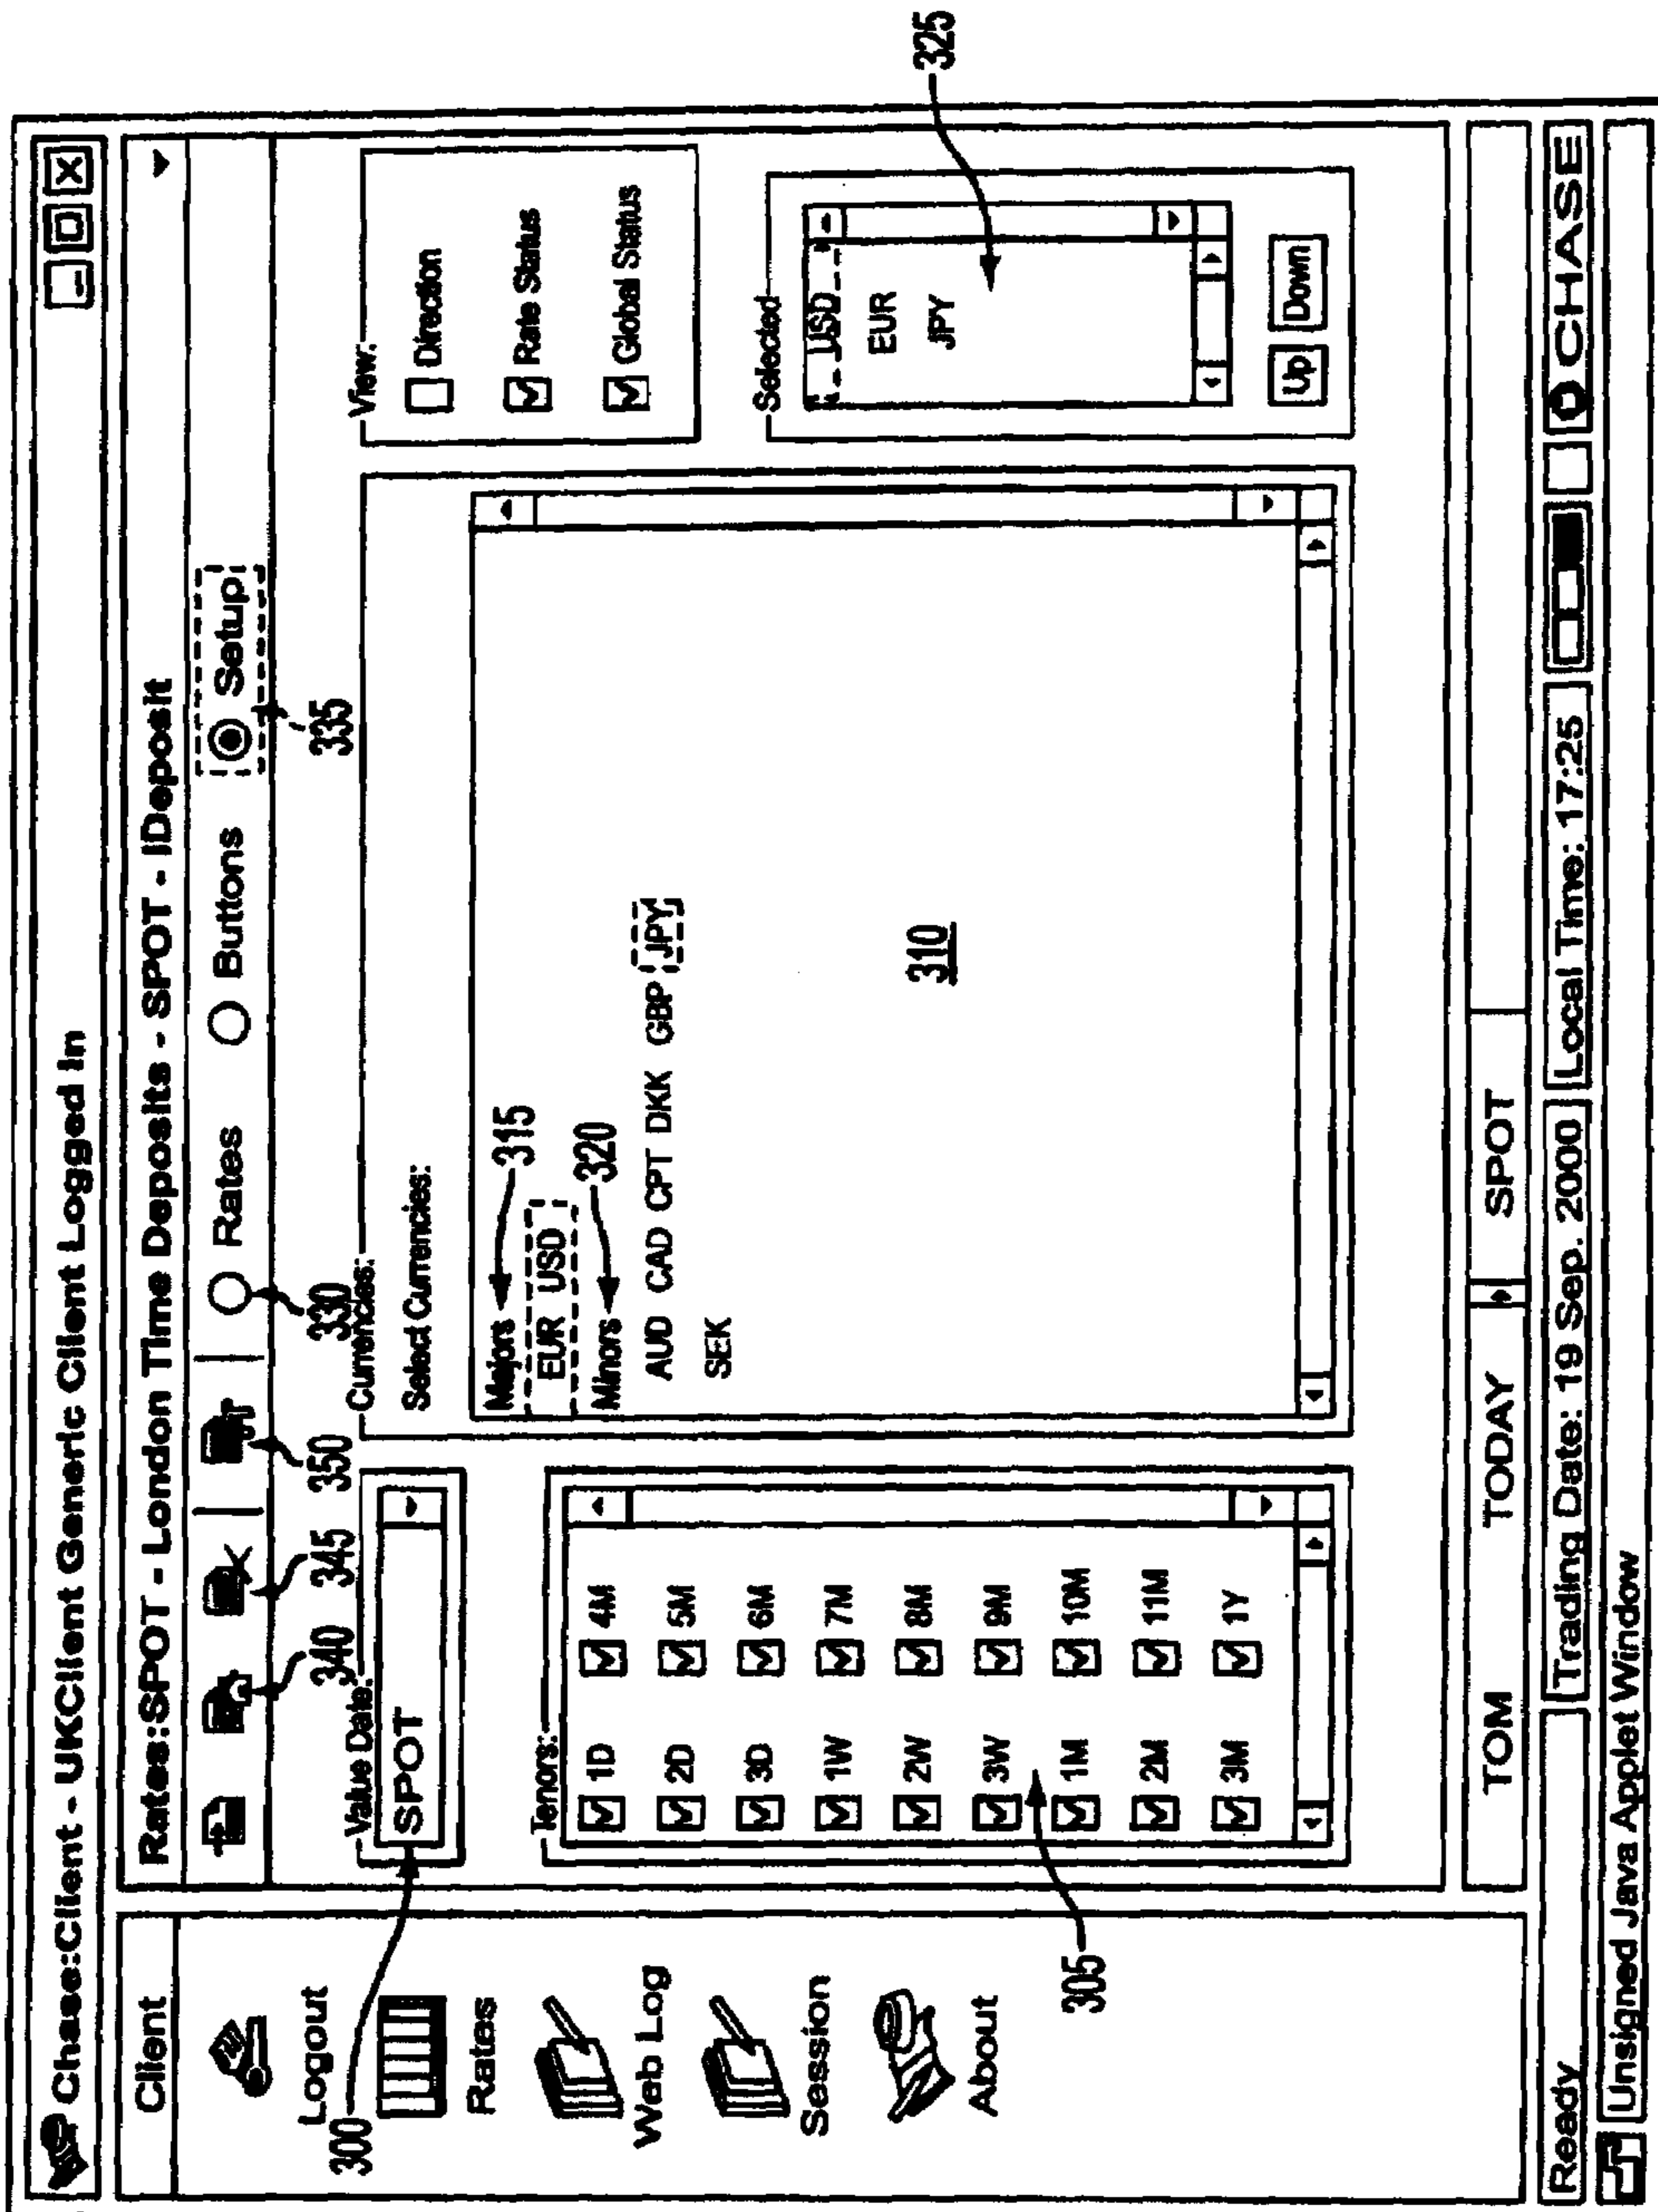 Chase:Client - UKClient Generic Client Logged In
Client
Logout
Rates
Web Log
Session
About
300
305
Rates:SPOT - London Time Deposits - SPOT - IDeposit
Rates
Buttons
Setup
340
345
350
330
335
Value Date:
SPOT
Tenors:
1D 4M
2D 5M
3D 6M
1W 7M
2W 8M
3W 9M
1M 10M
2M 11M
3M 1Y
Currencies:
Select Currencies:
Majors 315
EUR USD
Minors 320
AUD CAD CPT DKK GBP JPY
SEK
310
View:
Direction
Rate Status
Global Status
Selected
USD
EUR
JPY
Up Down
325
TOM TODAY SPOT
Ready Trading Date: 19 Sep. 2000 Local Time: 17:25 CHASE
Unsigned Java Applet Window